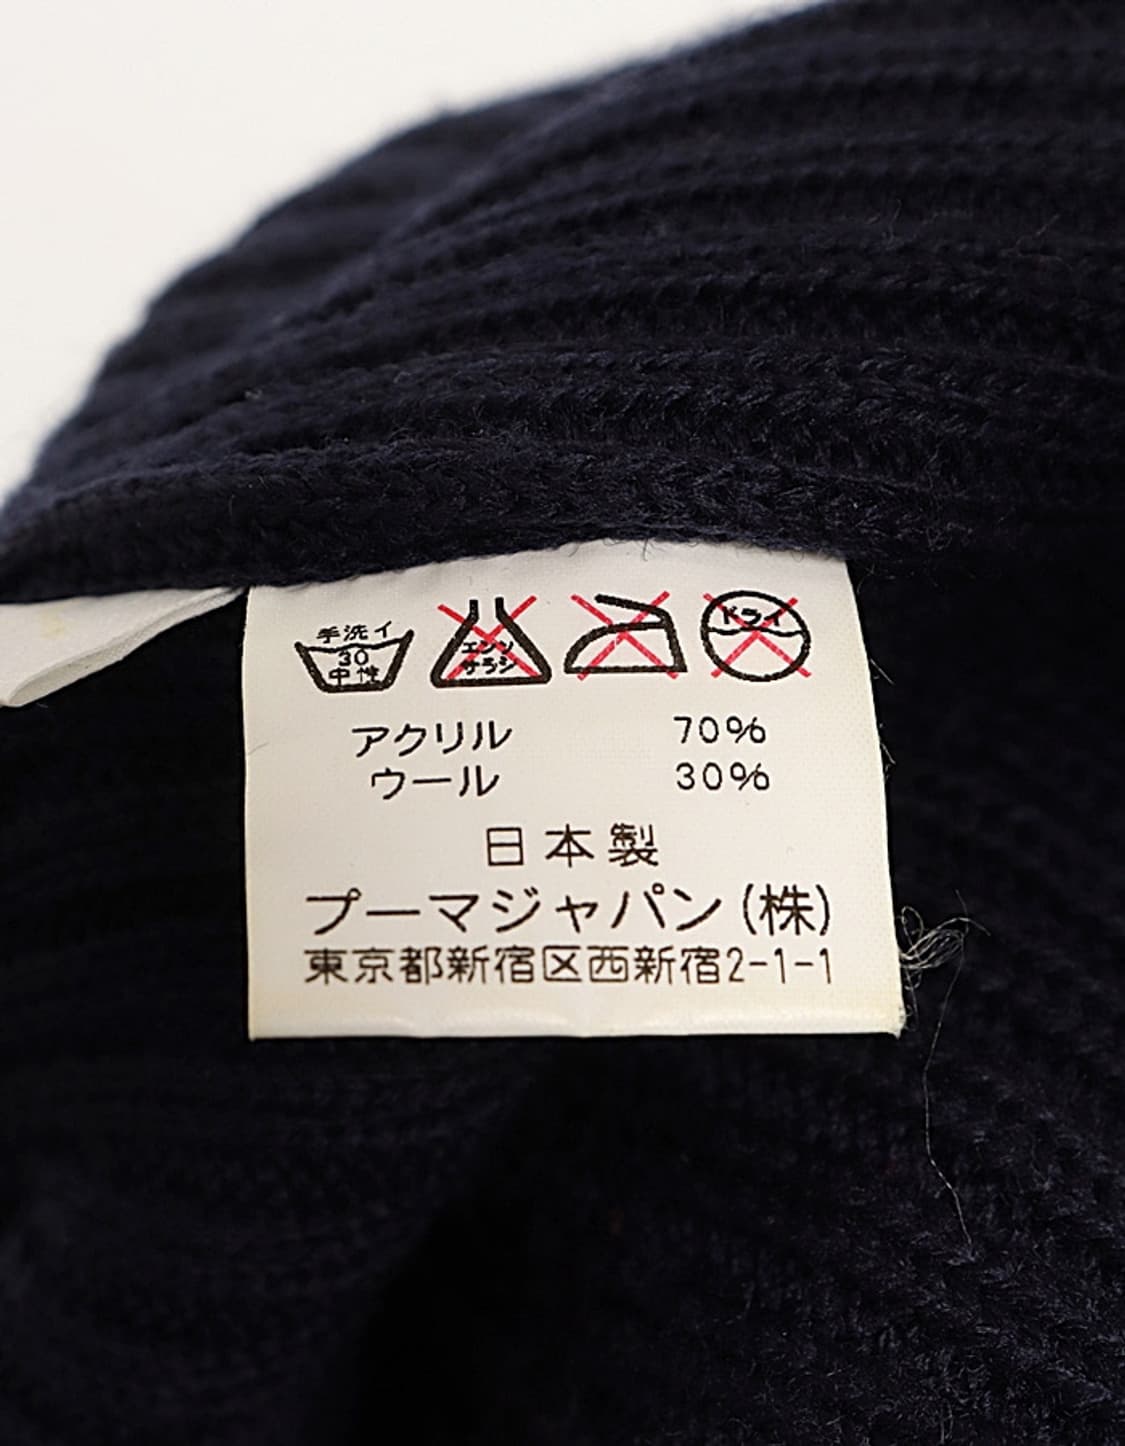 手洗イ
30
中性
エンソ
サラシ
ドライ
アクリル 70%
ウール 30%
日本製
プーマジャパン(株)
東京都新宿区西新宿2-1-1